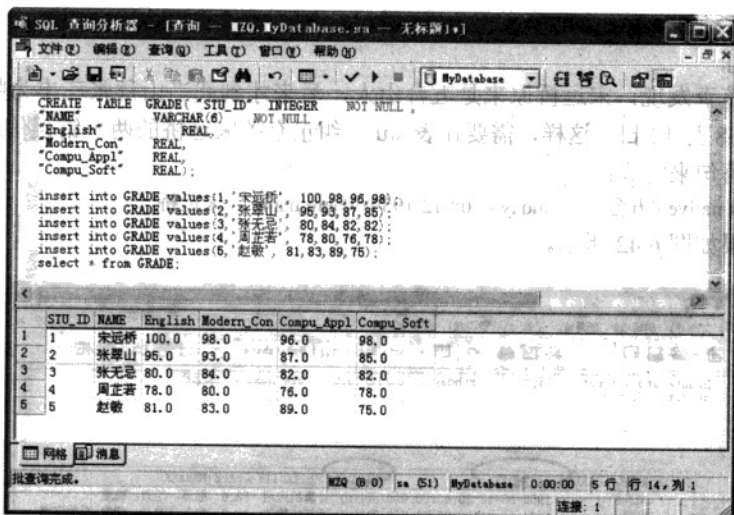 SQL 查询分析器 - [查询 — MZQ.MyDatabase.sa — 无标题1*]
文件(F) 编辑(E) 查询(Q) 工具(T) 窗口(W) 帮助(H)
MyDatabase
CREATE TABLE GRADE( "STU_ID" INTEGER NOT NULL ,
"NAME" VARCHAR(6) NOT NULL
"English" REAL,
"Modern_Con" REAL,
"Compu_Appl" REAL,
"Compu_Soft" REAL);
insert into GRADE values(1,'宋远桥', 100,98,96,98);
insert into GRADE values(2,'张翠山', 95,93,87,85);
insert into GRADE values(3,'张无忌', 80,84,82,82);
insert into GRADE values(4,'周芷若', 78,80,76,78);
insert into GRADE values(5,'赵敏', 81,83,89,75);
select * from GRADE;
STU_ID NAME English Modern_Con Compu_Appl Compu_Soft
1 1 宋远桥 100.0 98.0 96.0 98.0
2 2 张翠山 95.0 93.0 87.0 85.0
3 3 张无忌 80.0 84.0 82.0 82.0
4 4 周芷若 78.0 80.0 76.0 78.0
5 5 赵敏 81.0 83.0 89.0 75.0
网格 消息
批查询完成。 MZQ (8.0) sa (51) MyDatabase 0:00:00 5 行 行 14, 列 1
连接: 1